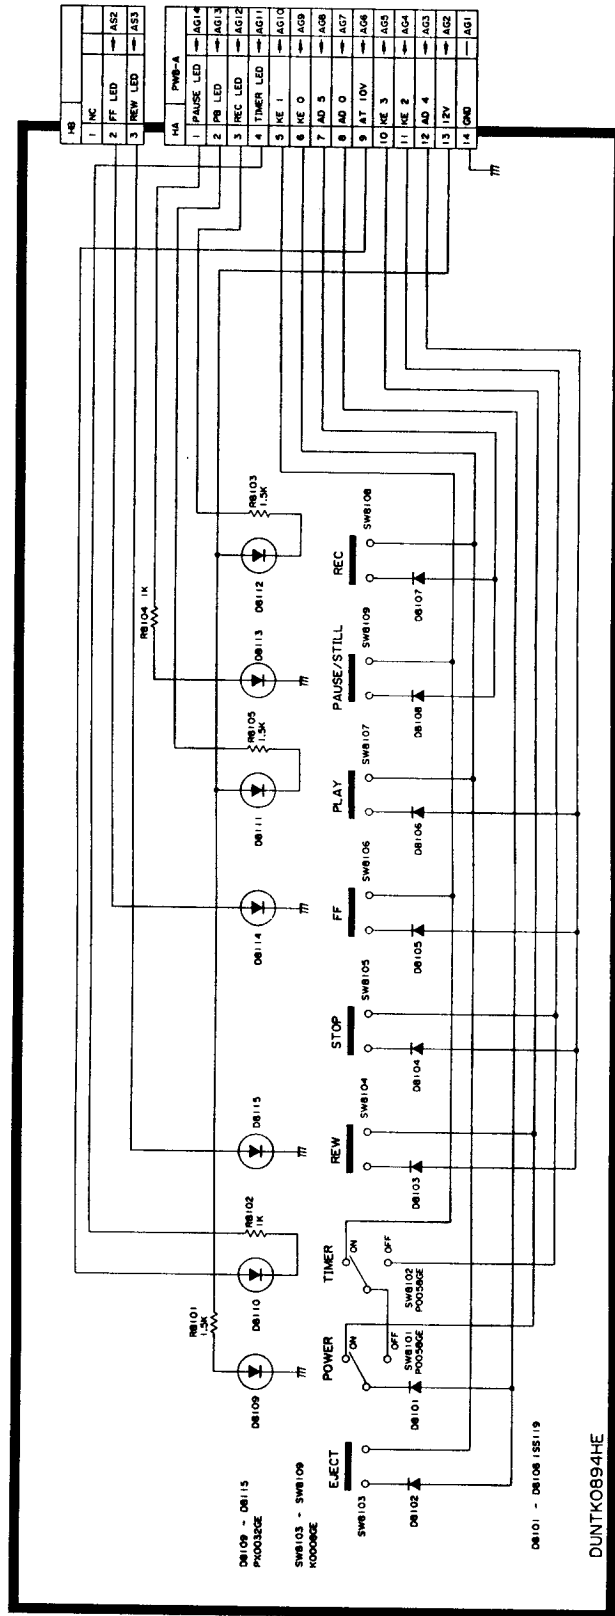 HB
1 NC
2 FF LED → AS2
3 REW LED → AS3
HA PWB-A
1 PAUSE LED → AG14
2 PB LED → AG13
3 REC LED → AG12
4 TIMER LED → AG11
5 KE 1 → AG10
6 KE 0 → AG9
7 AD 5 → AG8
8 AD 0 → AG7
9 AT 10V → AG6
10 KE 3 → AG5
11 KE 2 → AG4
12 AD 4 → AG3
13 12V → AG2
14 GND — AG1
R8101
1.5K
R8102
1K
R8104 1K
R8105
1.5K
R8103
1.5K
D8109
D8110
D8115
D8114
D8111
D8113
D8112
D8109 - D8115
PX0032GE
SW8103 - SW8109
K0008GE
EJECT
POWER
TIMER
REW
STOP
FF
PLAY
PAUSE/STILL
REC
SW8103
ON
OFF
SW8101
P0058GE
ON
OFF
SW8102
P0058GE
SW8104
SW8105
SW8106
SW8107
SW8109
SW8108
D8102
D8101
D8103
D8104
D8105
D8106
D8108
D8107
D8101 - D8108 1SS119
DUNTK0894HE